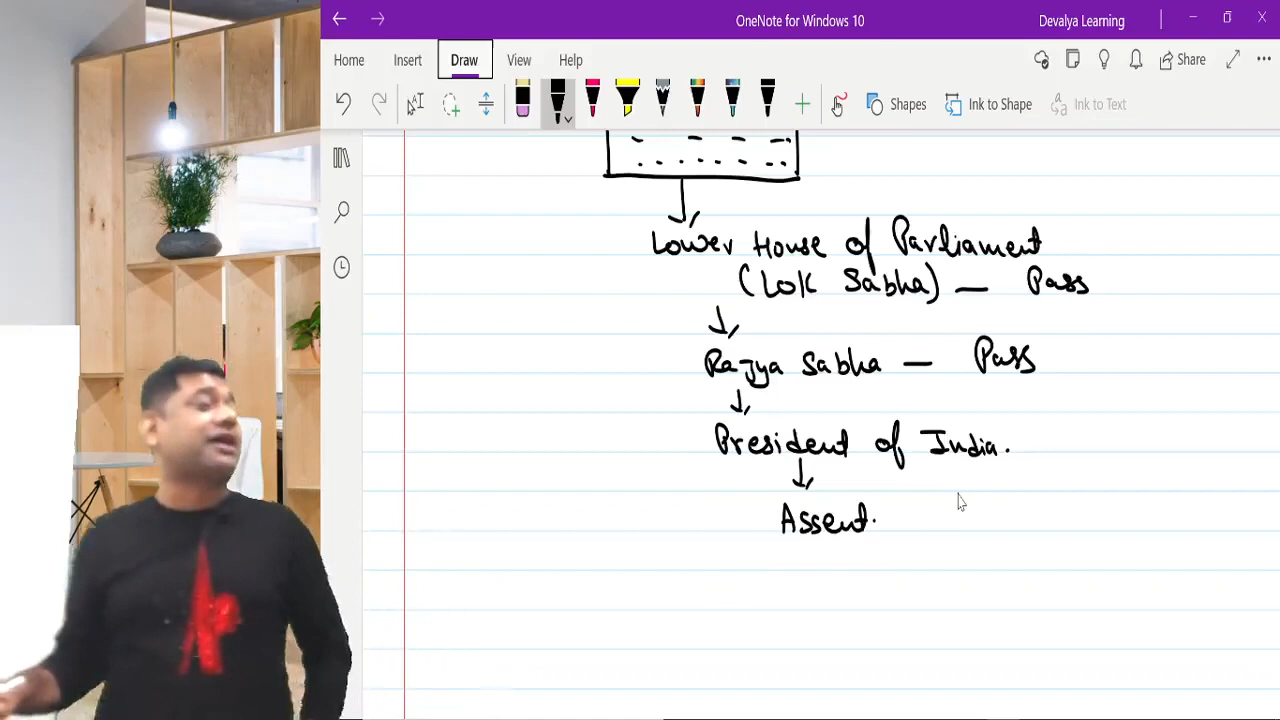 OneNote for Windows 10
Devalya Learning
Home Insert Draw View Help
Share
Shapes Ink to Shape Ink to Text
Lower House of Parliament
(Lok Sabha) — Pass
Rajya Sabha — Pass
President of India.
Assent.